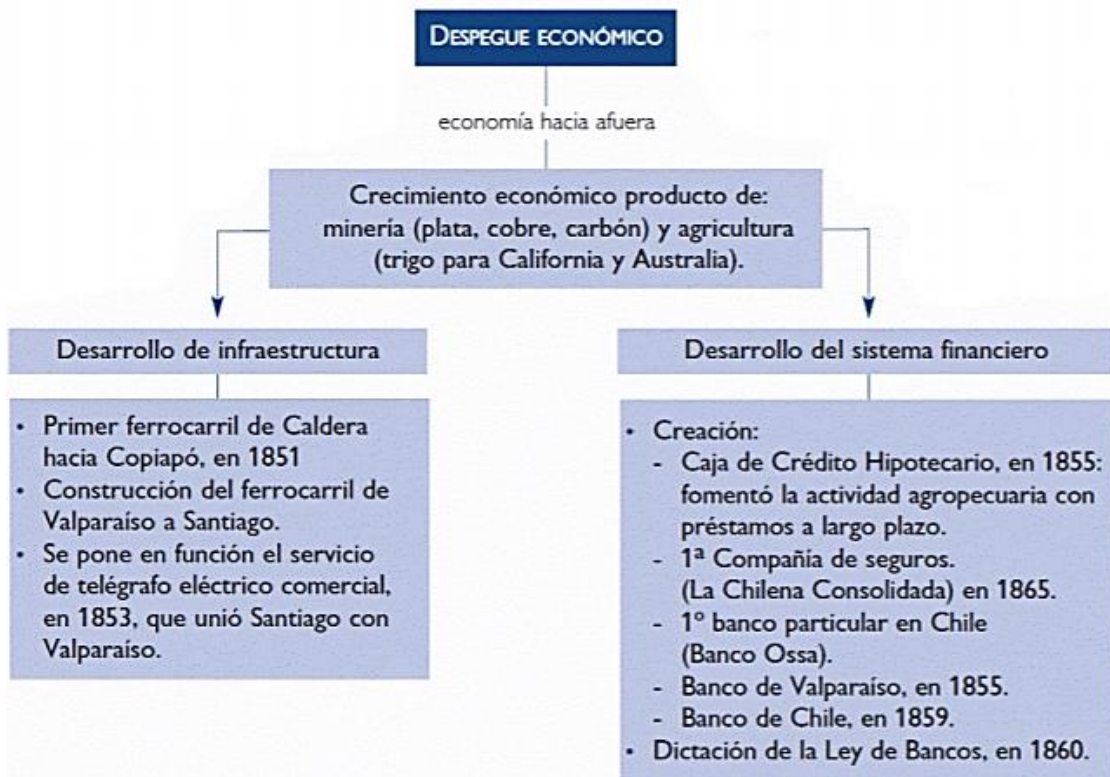 DESPEGUE ECONÓMICO
economía hacia afuera
Crecimiento económico producto de:
minería (plata, cobre, carbón) y agricultura
(trigo para California y Australia).
Desarrollo de infraestructura
• Primer ferrocarril de Caldera
hacia Copiapó, en 1851
• Construcción del ferrocarril de
Valparaíso a Santiago.
• Se pone en función el servicio
de telégrafo eléctrico comercial,
en 1853, que unió Santiago con
Valparaíso.
Desarrollo del sistema financiero
• Creación:
- Caja de Crédito Hipotecario, en 1855:
fomentó la actividad agropecuaria con
préstamos a largo plazo.
- 1ª Compañía de seguros.
(La Chilena Consolidada) en 1865.
- 1º banco particular en Chile
(Banco Ossa).
- Banco de Valparaíso, en 1855.
- Banco de Chile, en 1859.
• Dictación de la Ley de Bancos, en 1860.